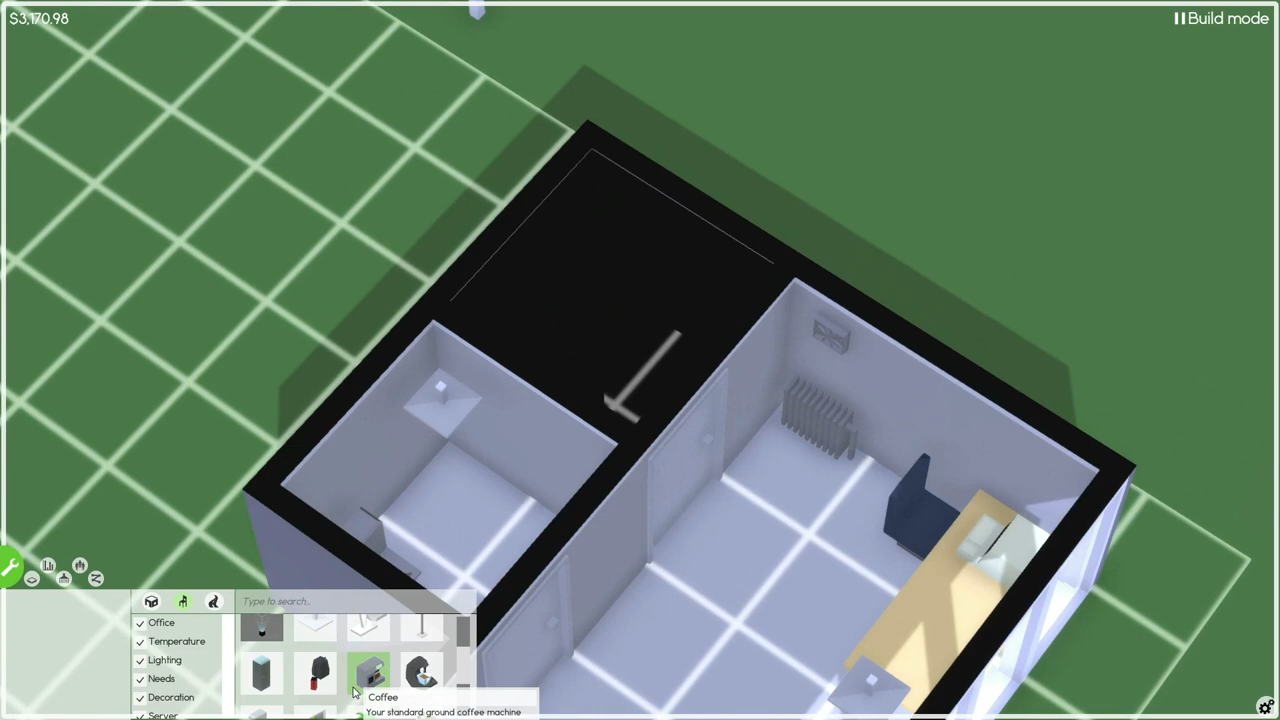 $3,170.98
Build mode
Type to search..
Office
Temperature
Lighting
Needs
Decoration
Server
Coffee
Your standard ground coffee machine